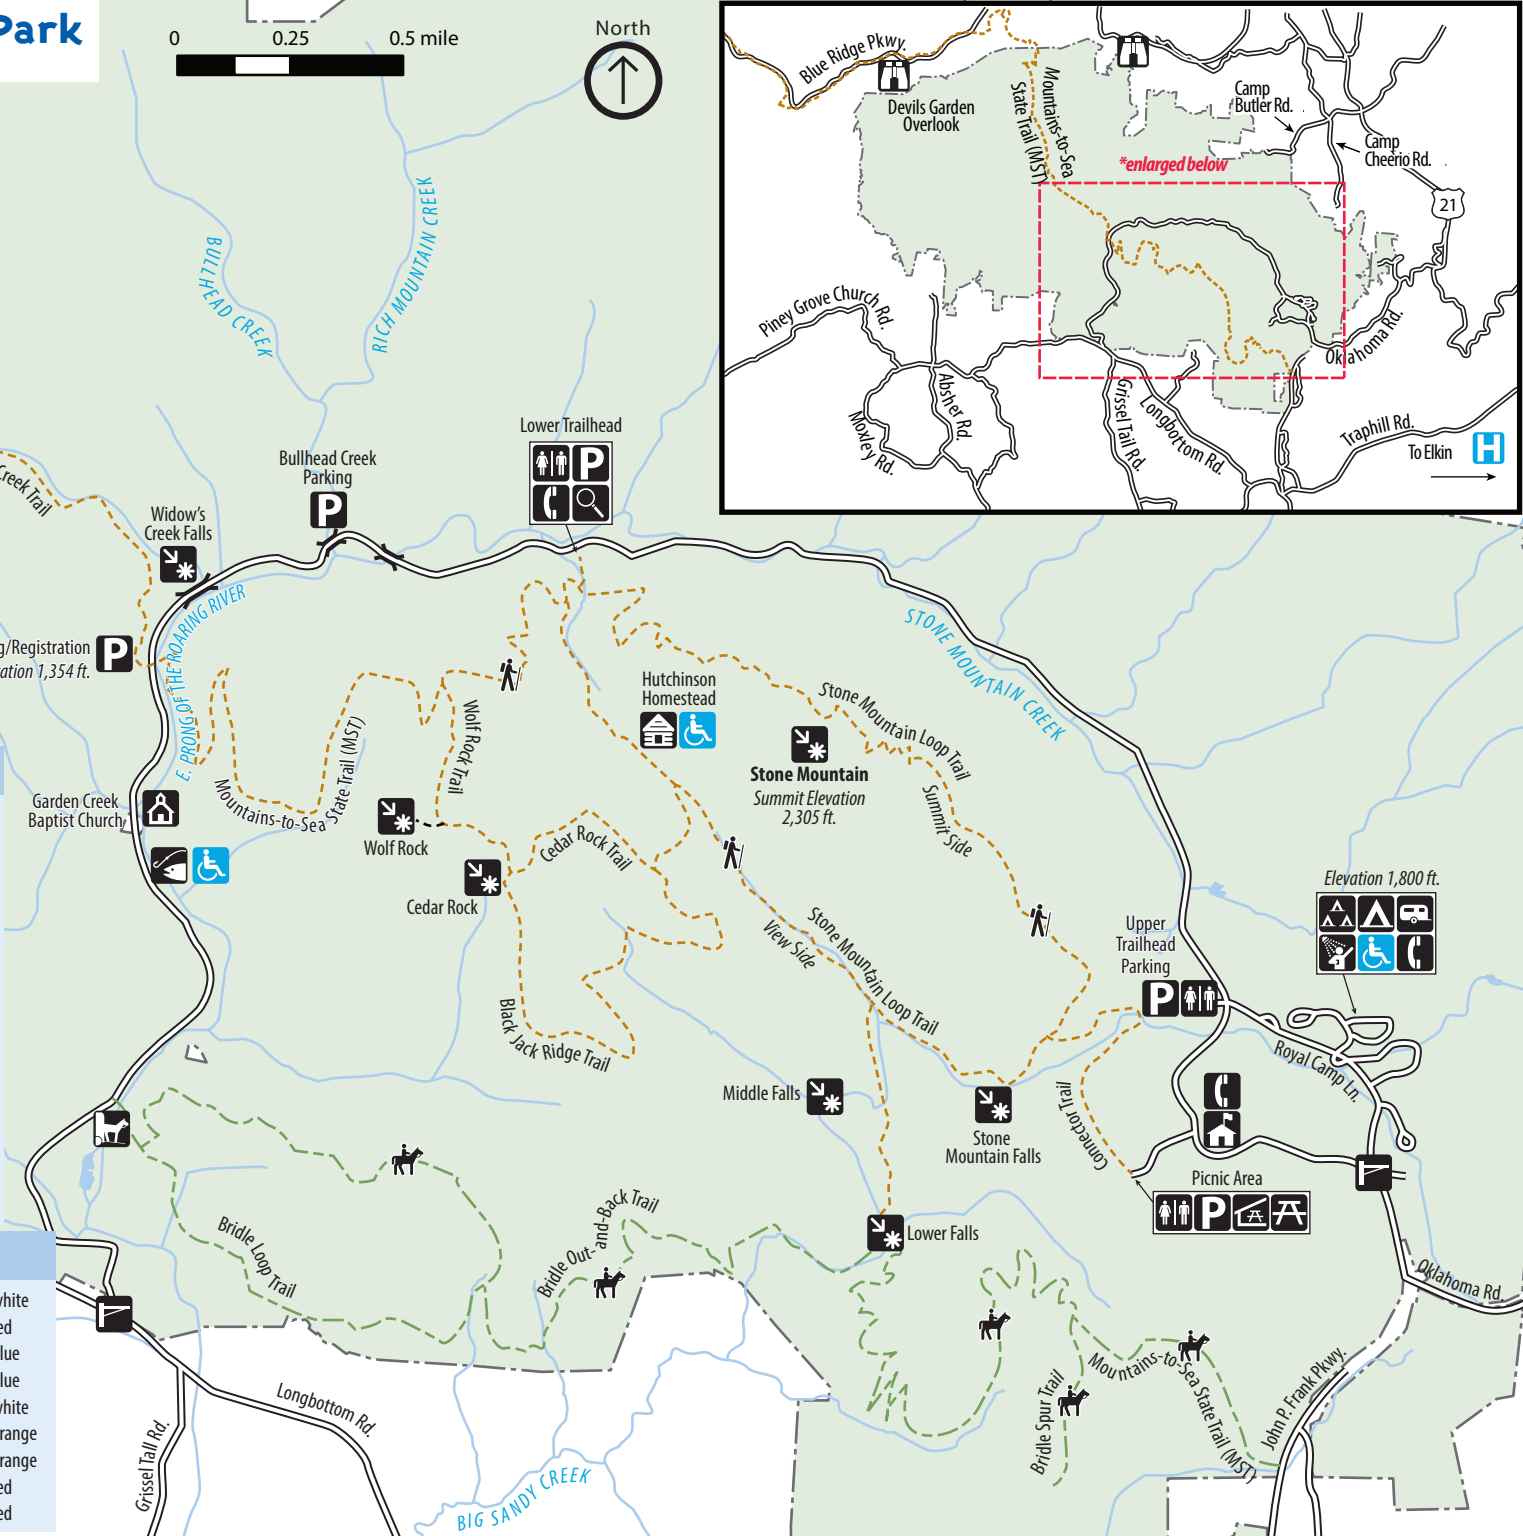 Park
0 0.25 0.5 mile
North
Blue Ridge Pkwy.
Devils Garden
Overlook
Mountains-to-Sea
State Trail (MST)
Camp
Butler Rd.
Camp
Cheerio Rd.
*enlarged below
21
Piney Grove Church Rd.
Oklahoma Rd.
Absher Rd.
Moxley Rd.
Grissel Tail Rd.
Longbottom Rd.
Traphill Rd.
To Elkin
H
BULLHEAD CREEK
RICH MOUNTAIN CREEK
Lower Trailhead
P
Bullhead Creek
Parking
P
Creek Trail
Widow's
Creek Falls
E. PRONG OF THE ROARING RIVER
g/Registration
P
ation 1,354 ft.
STONE MOUNTAIN CREEK
Hutchinson
Homestead
Stone Mountain Loop Trail
Summit Side
Stone Mountain
Summit Elevation
2,305 ft.
Wolf Rock Trail
Mountains-to-Sea State Trail (MST)
Garden Creek
Baptist Church
Wolf Rock
Cedar Rock Trail
Cedar Rock
Elevation 1,800 ft.
Stone Mountain Loop Trail
View Side
Upper
Trailhead
Parking
P
Black Jack Ridge Trail
Royal Camp Ln.
Middle Falls
Connector Trail
Stone
Mountain Falls
Picnic Area
P
Bridle Out-and-Back Trail
Bridle Loop Trail
Lower Falls
Oklahoma Rd.
white
ed
lue
lue
white
range
range
ed
ed
Mountains-to-Sea State Trail (MST)
Bridle Spur Trail
John P. Frank Pkwy.
Longbottom Rd.
Grissel Tall Rd.
BIG SANDY CREEK